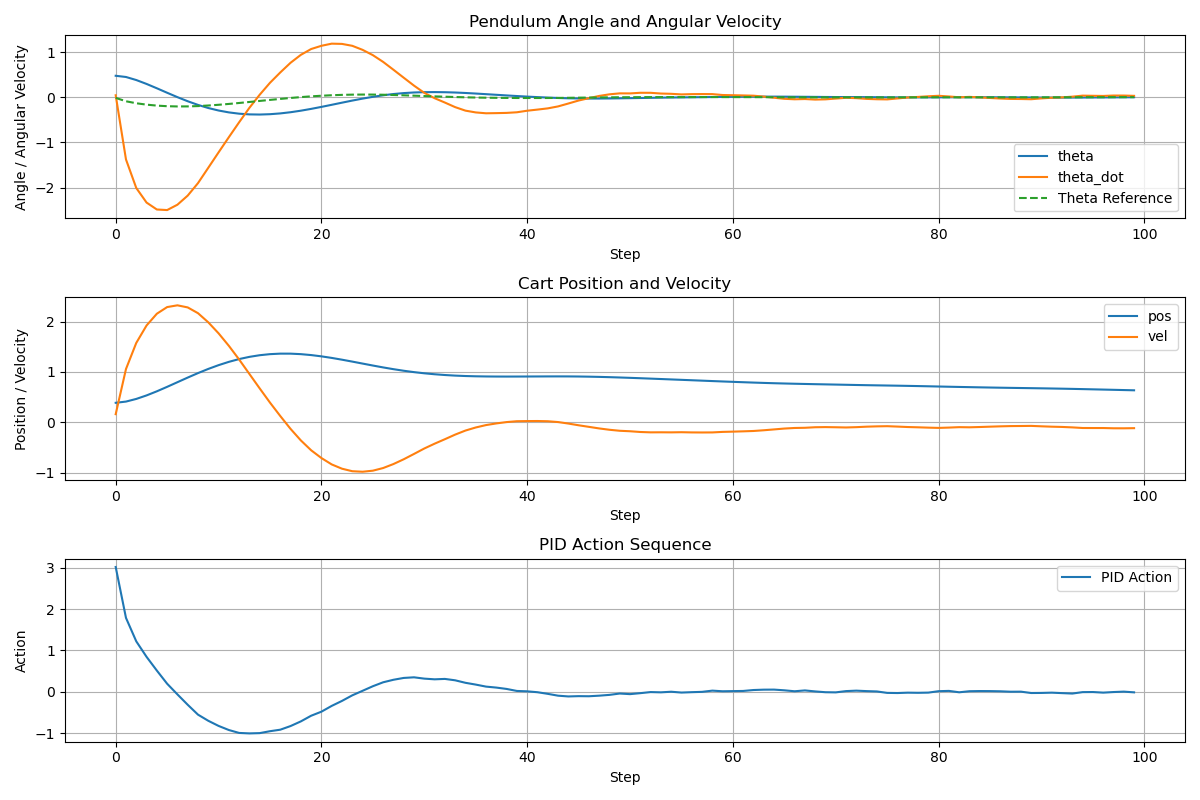 Pendulum Angle and Angular Velocity
Angle / Angular Velocity
1
0
−1
−2
theta
theta_dot
Theta Reference
0 20 40 60 80 100
Step
Cart Position and Velocity
Position / Velocity
2
1
0
−1
pos
vel
0 20 40 60 80 100
Step
PID Action Sequence
Action
3
2
1
0
−1
PID Action
0 20 40 60 80 100
Step